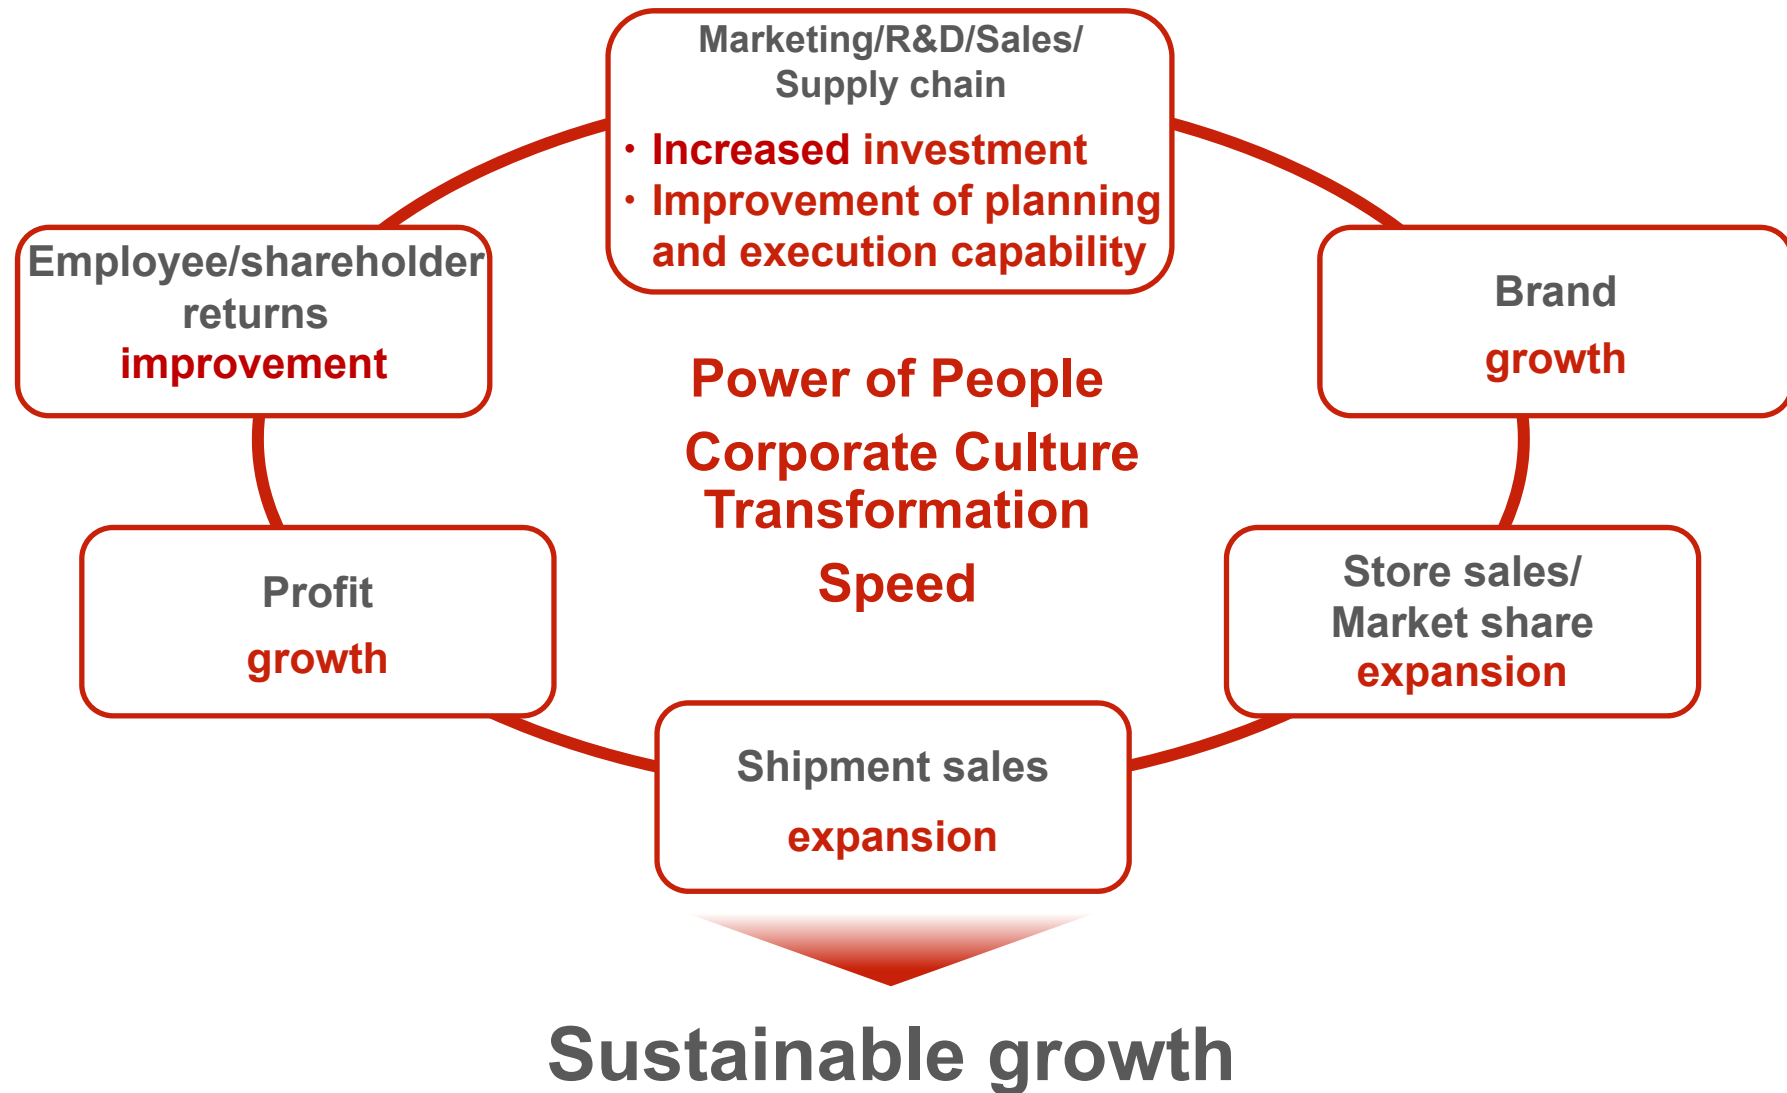 Marketing/R&D/Sales/
Supply chain
・Increased investment
・Improvement of planning
and execution capability
Employee/shareholder
returns
improvement
Brand
growth
Power of People
Corporate Culture
Transformation
Speed
Profit
growth
Store sales/
Market share
expansion
Shipment sales
expansion
Sustainable growth